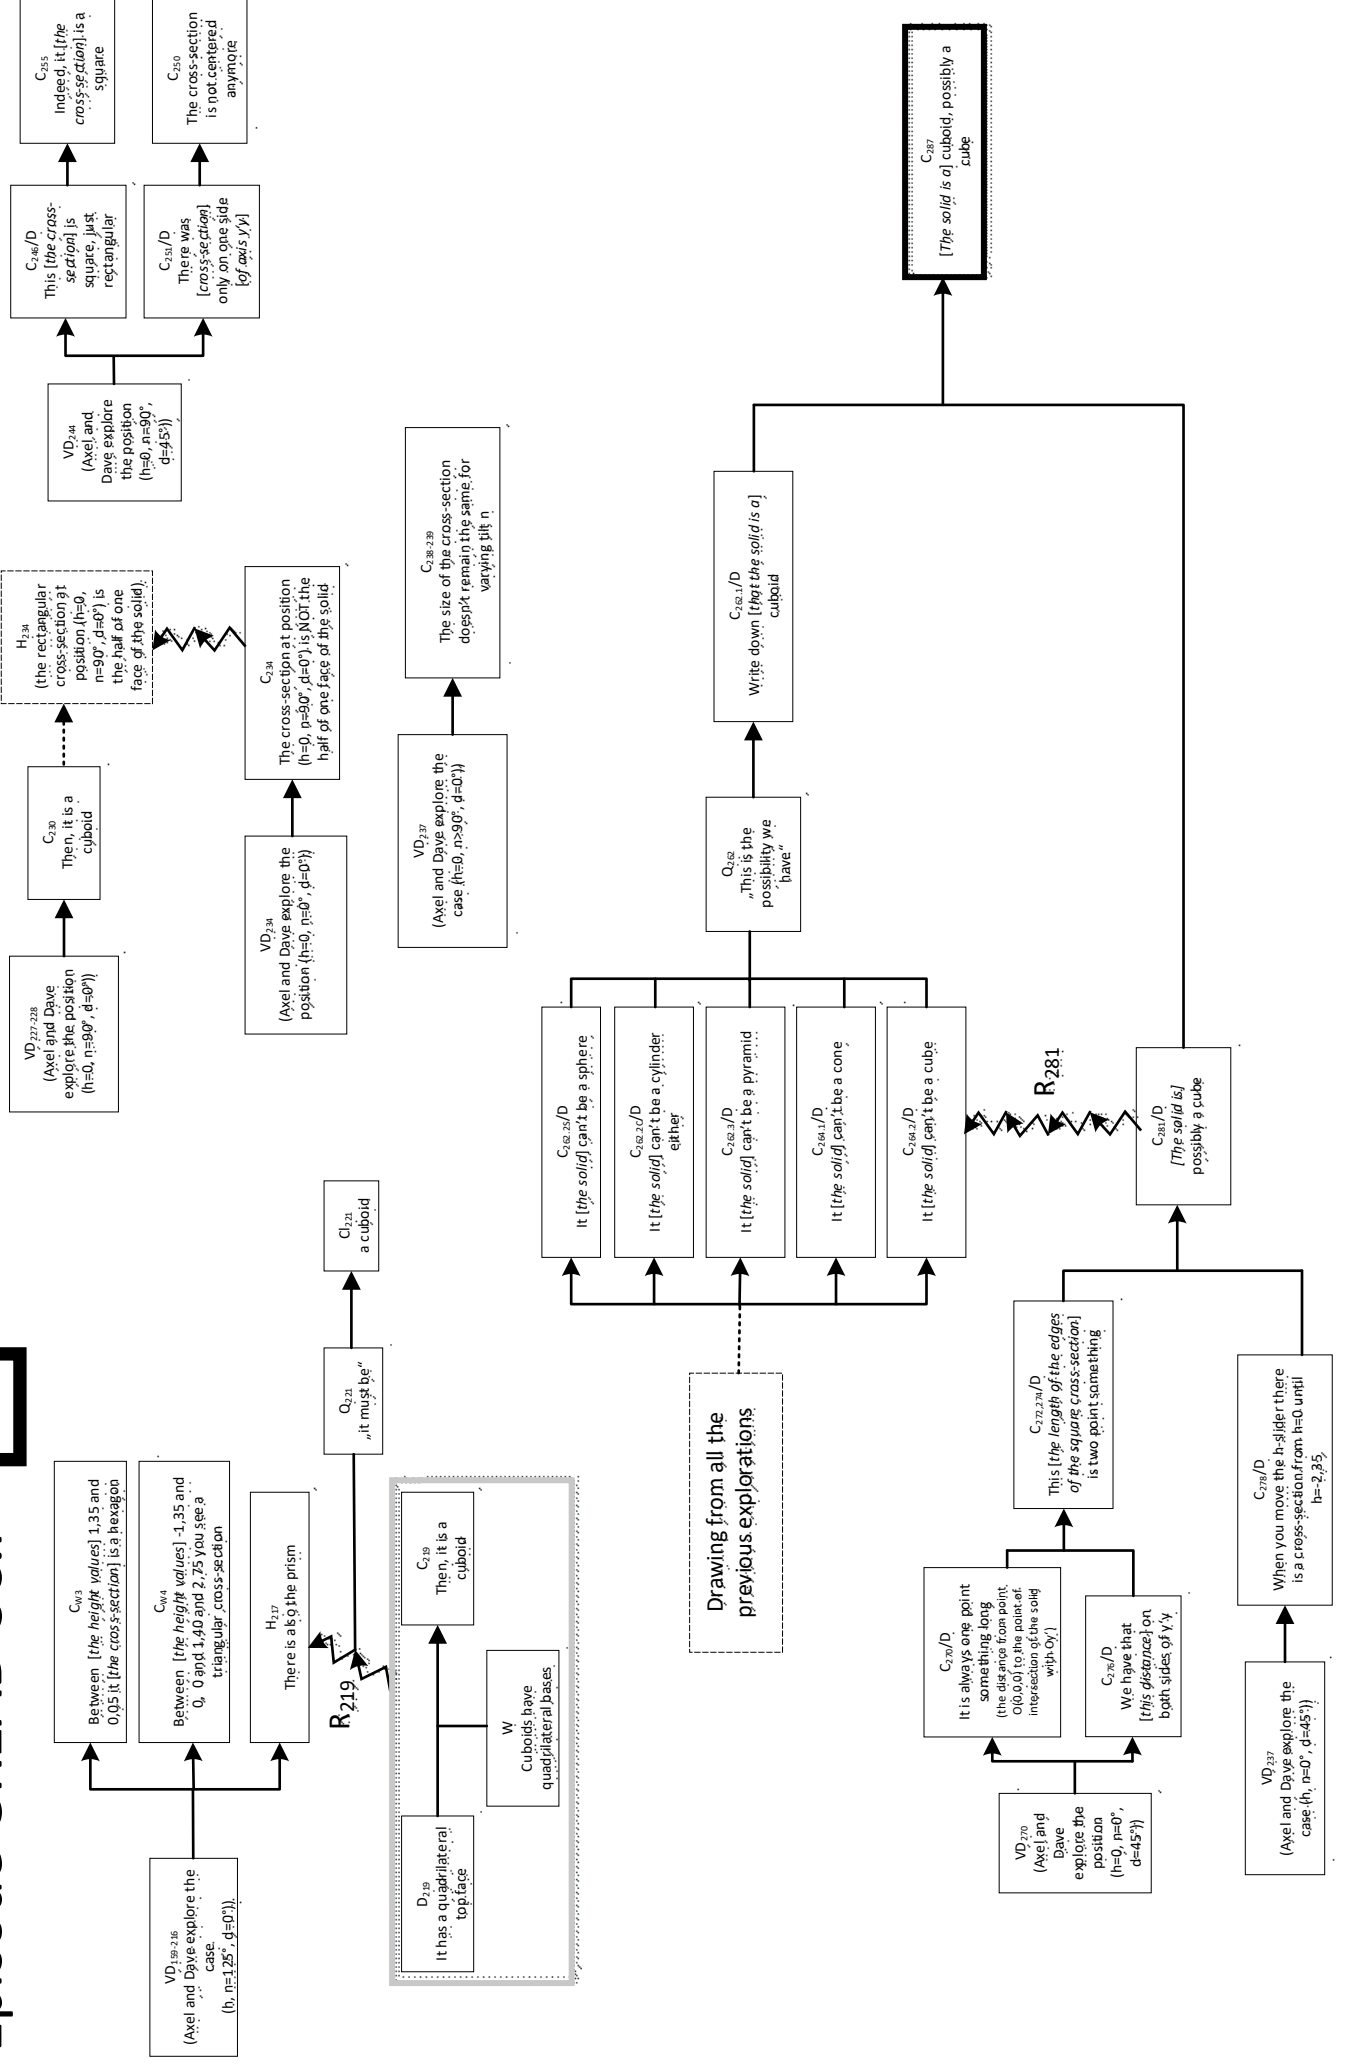 VD159-216
(Axel and Dave explore the
case
(h, n=125°, d=0°))
CW3
Between [the height values] 1,35 and
0,05 it [the cross-section] is a hexagon
CW4
Between [the height values] -1,35 and
0, 0 and 1,40 and 2,75 you see a
triangular cross-section
H217
There is also the prism
R219
Q221
„it must be“
CI221
a cuboid
D219
It has a quadrilateral
top face
C219
Then, it is a
cuboid
W
Cuboids have
quadrilateral bases
VD227-228
(Axel and Dave
explore the position
(h=0, n=90°, d=0°))
C230
Then, it is a
cuboid
H234
(the rectangular
cross-section at
position (h=0,
n=90°, d=0°) is
the half of one
face of the solid)
VD234
(Axel and Dave explore the
position (h=0, n=0°, d=0°))
C234
The cross-section at position
(h=0, n=90°, d=0°) is NOT the
half of one face of the solid
VD237
(Axel and Dave explore the
case (h=0, n>90°, d=0°))
C238-239
The size of the cross-section
doesn't remain the same for
varying tilt n
VD244
(Axel and
Dave explore
the position
(h=0, n=90°,
d=45°))
C246/D
This [the cross-
section] is
square, just
rectangular
C255
Indeed, it [the
cross-section] is a
square
C251/D
There was
[cross-section]
only on one side
[of axis y'y]
C250
The cross-section
is not centered
anymore
Drawing from all the
previous explorations
C262.2S/D
It [the solid] can't be a sphere
C262.2C/D
It [the solid] can't be a cylinder
either
C262.3/D
It [the solid] can't be a pyramid
C264.1/D
It [the solid] can't be a cone
C264.2/D
It [the solid] can't be a cube
Q262
„This is the
possibility we
have“
C262.1/D
Write down [that the solid is a]
cuboid
R281
VD270
(Axel and
Dave
explore the
position
(h=0, n=0°,
d=45°))
C270/D
It is always one point
something long
(the distance from point
O(0,0,0) to the point of
intersection of the solid
with Oy')
C276/D
We have that
[this distance] on
both sides of y'y
C272,274/D
This [the length of the edges
of the square cross-section]
is two point something
VD237
(Axel and Dave explore the
case (h, n=0°, d=45°))
C278/D
When you move the h-slider there
is a cross-section from h=0 until
h=-2,35
C281/D
[The solid is]
possibly a cube
C287
[The solid is a] cuboid, possibly a
cube